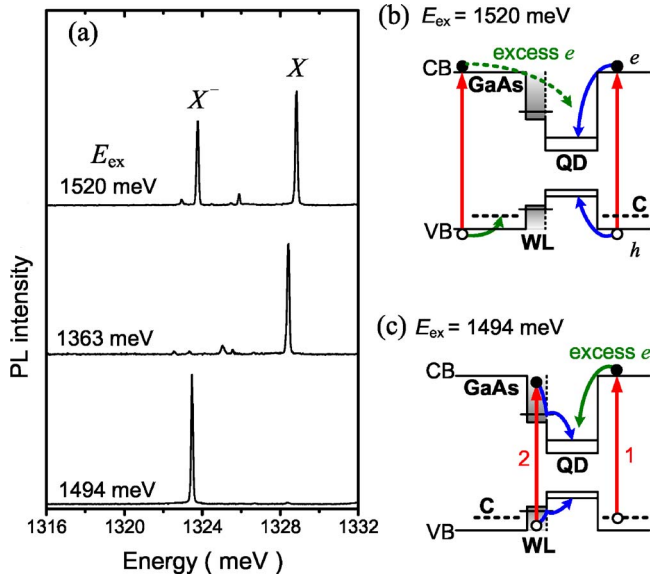 (a)
X⁻
X
E_ex
1520 meV
1363 meV
1494 meV
PL intensity
1316 1320 1324 1328 1332
Energy ( meV )
(b) E_ex = 1520 meV
excess e
CB
e
GaAs
QD
C
VB
WL
h
(c) E_ex = 1494 meV
excess e
CB
GaAs
2
QD
1
C
VB
WL